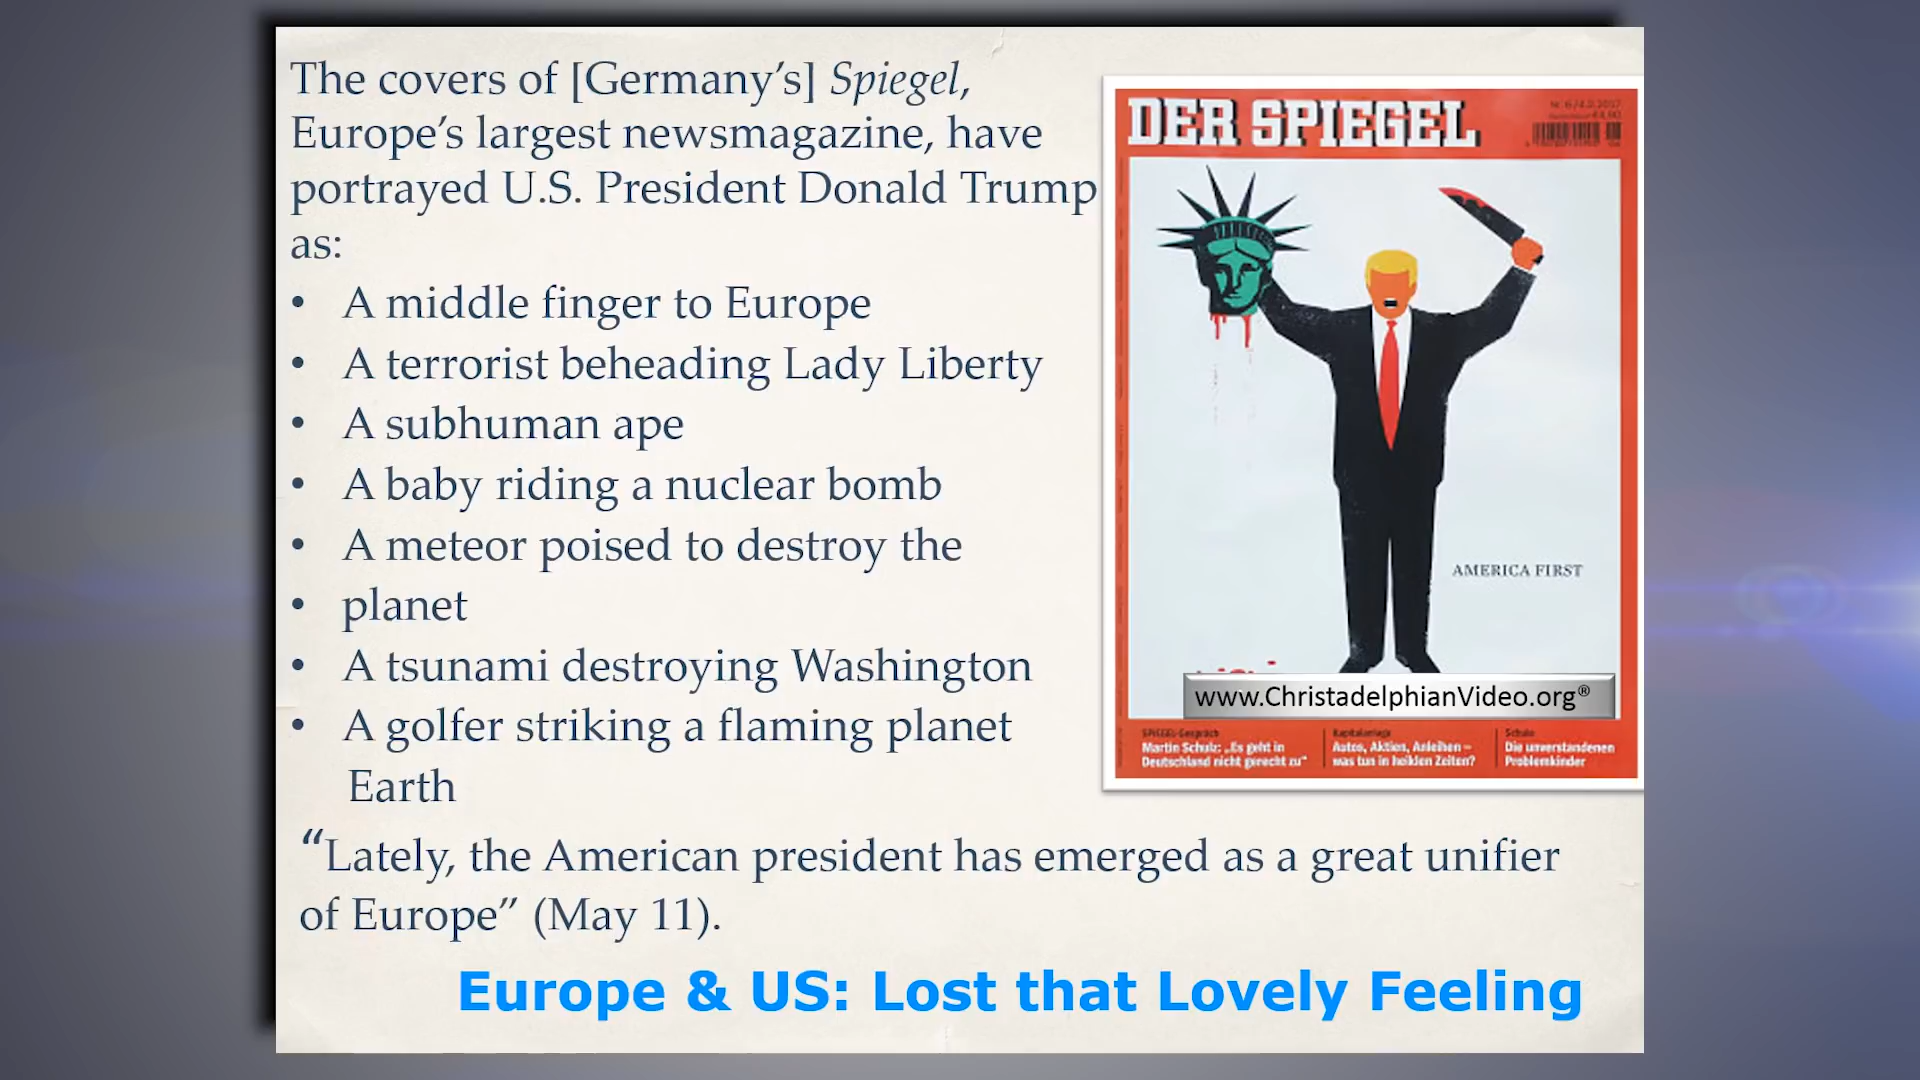 The covers of [Germany's] Spiegel,
Europe's largest newsmagazine, have
portrayed U.S. President Donald Trump
as:
• A middle finger to Europe
• A terrorist beheading Lady Liberty
• A subhuman ape
• A baby riding a nuclear bomb
• A meteor poised to destroy the
• planet
• A tsunami destroying Washington
• A golfer striking a flaming planet
Earth
“Lately, the American president has emerged as a great unifier
of Europe” (May 11).
Europe & US: Lost that Lovely Feeling
DER SPIEGEL
AMERICA FIRST
www.ChristadelphianVideo.org®
SPIEGEL-Gespräch
Martin Schulz: „Es geht in
Deutschland nicht gerecht zu“
Kapitalanlage
Autos, Aktien, Anleihen –
was tun in heiklen Zeiten?
Schule
Die unverstandenen
Problemkinder